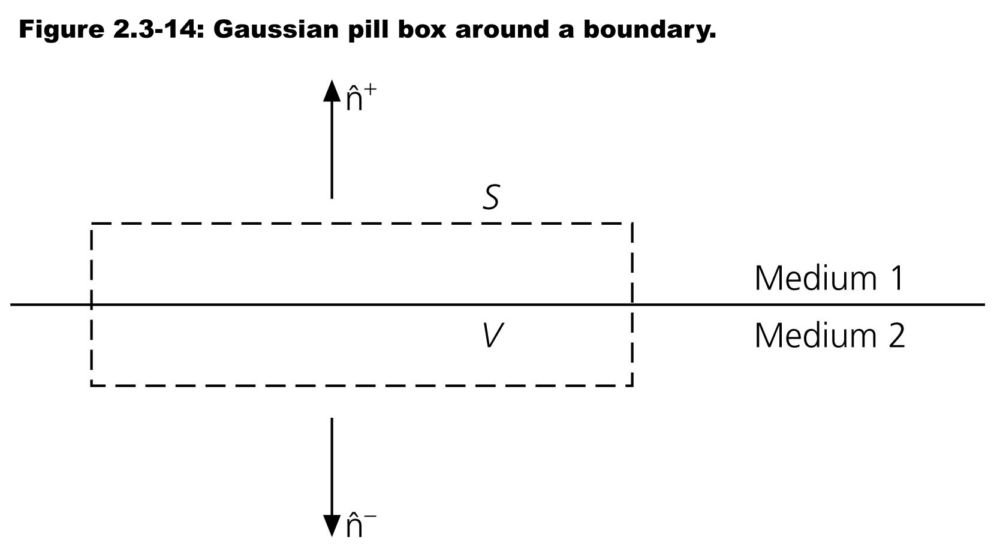 Figure 2.3-14: Gaussian pill box around a boundary.
n̂⁺
S
Medium 1
V
Medium 2
n̂⁻